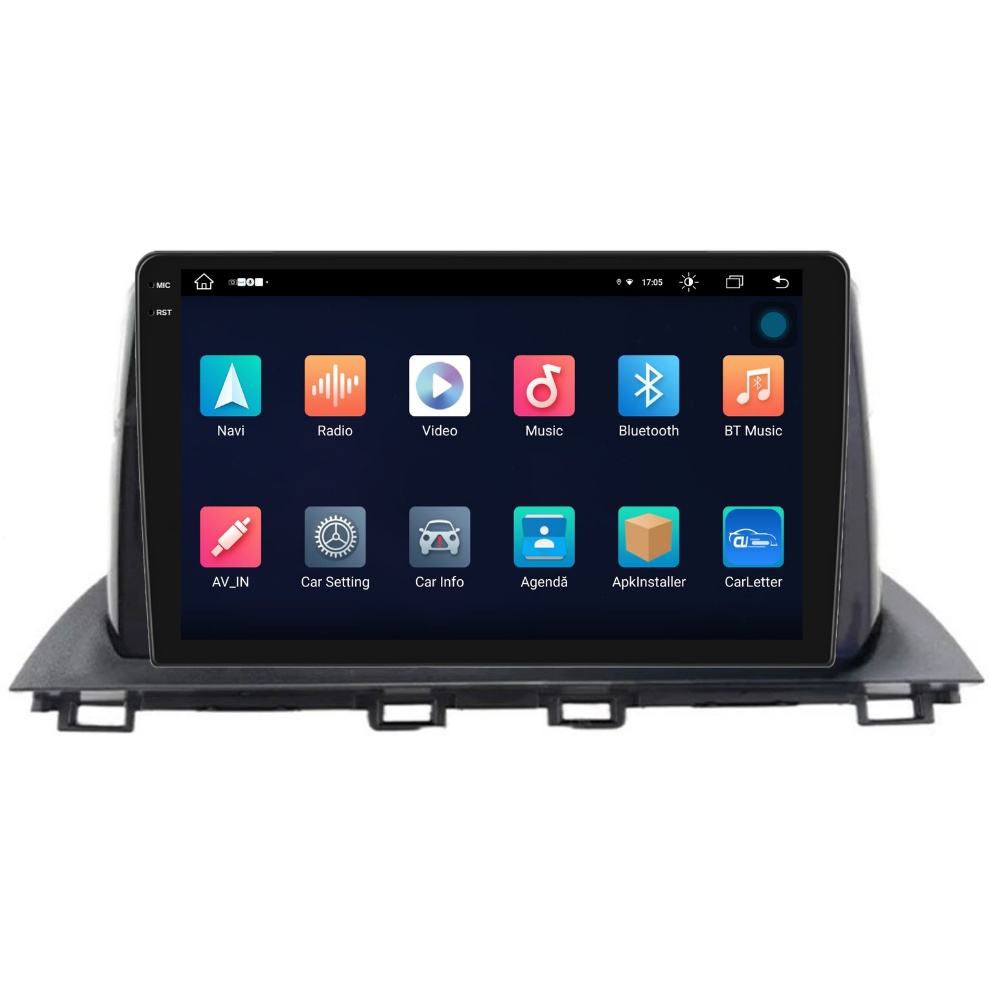 MIC
17:05
RST
Navi
Radio
Video
Music
Bluetooth
BT Music
AV_IN
Car Setting
Car Info
Agendă
ApkInstaller
CarLetter